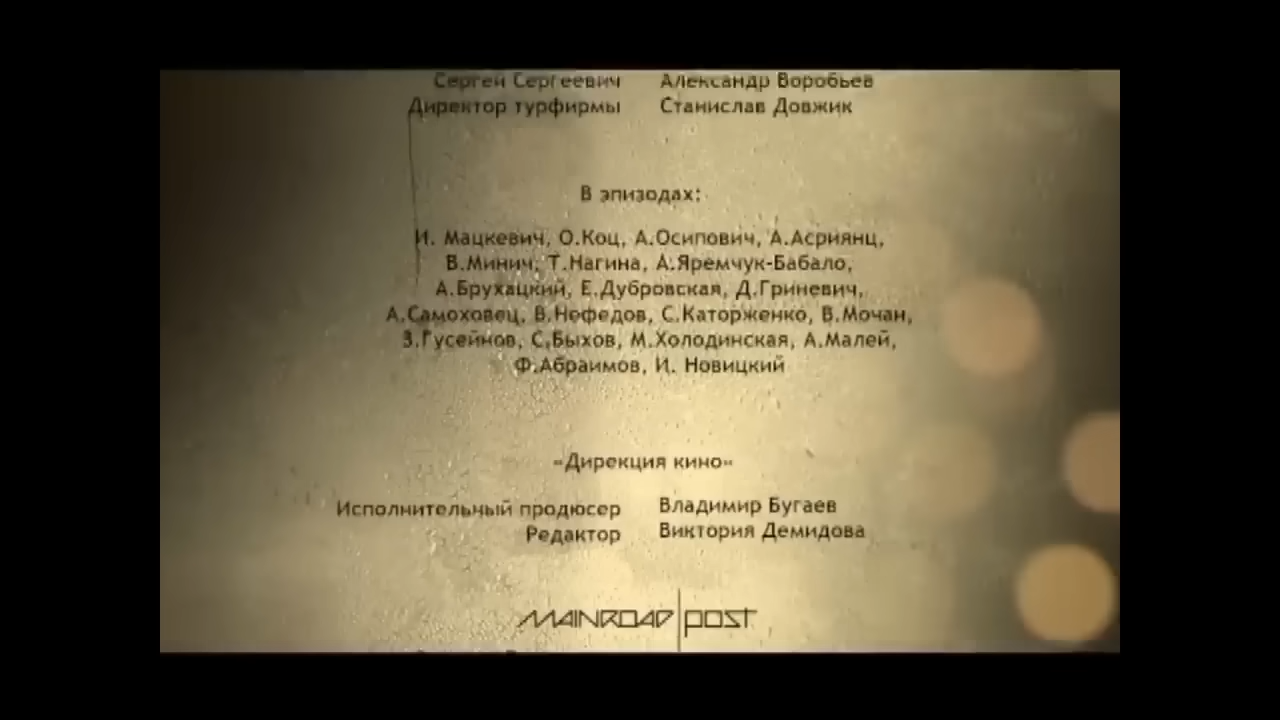 Сергей Сергеевич Александр Воробьев
Директор турфирмы Станислав Довжик
В эпизодах:
И. Мацкевич, О.Коц, А.Осипович, А.Асриянц,
В.Минич, Т.Нагина, А.Яремчук-Бабало,
А.Брухацкий, Е.Дубровская, Д.Гриневич,
А.Самоховец, В.Нефедов, С.Каторженко, В.Мочан,
З.Гусейнов, С.Быхов, М.Холодинская, А.Малей,
Ф.Абраимов, И. Новицкий
«Дирекция кино»
Исполнительный продюсер Владимир Бугаев
Редактор Виктория Демидова
MAINROAD|POST